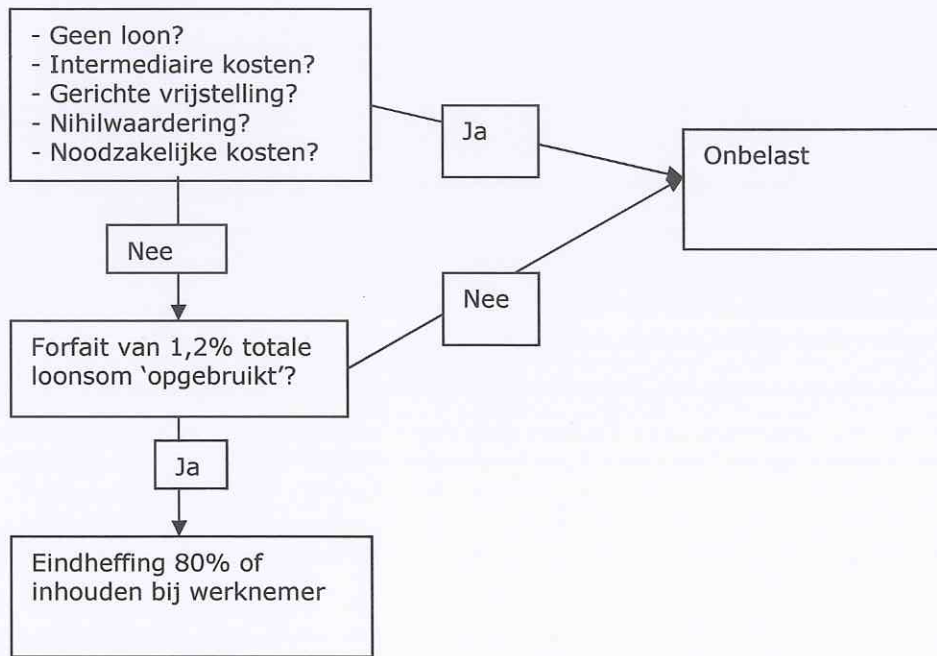 - Geen loon?
- Intermediaire kosten?
- Gerichte vrijstelling?
- Nihilwaardering?
- Noodzakelijke kosten?
Ja
Onbelast
Nee
Nee
Forfait van 1,2% totale
loonsom ‘opgebruikt’?
Ja
Eindheffing 80% of
inhouden bij werknemer